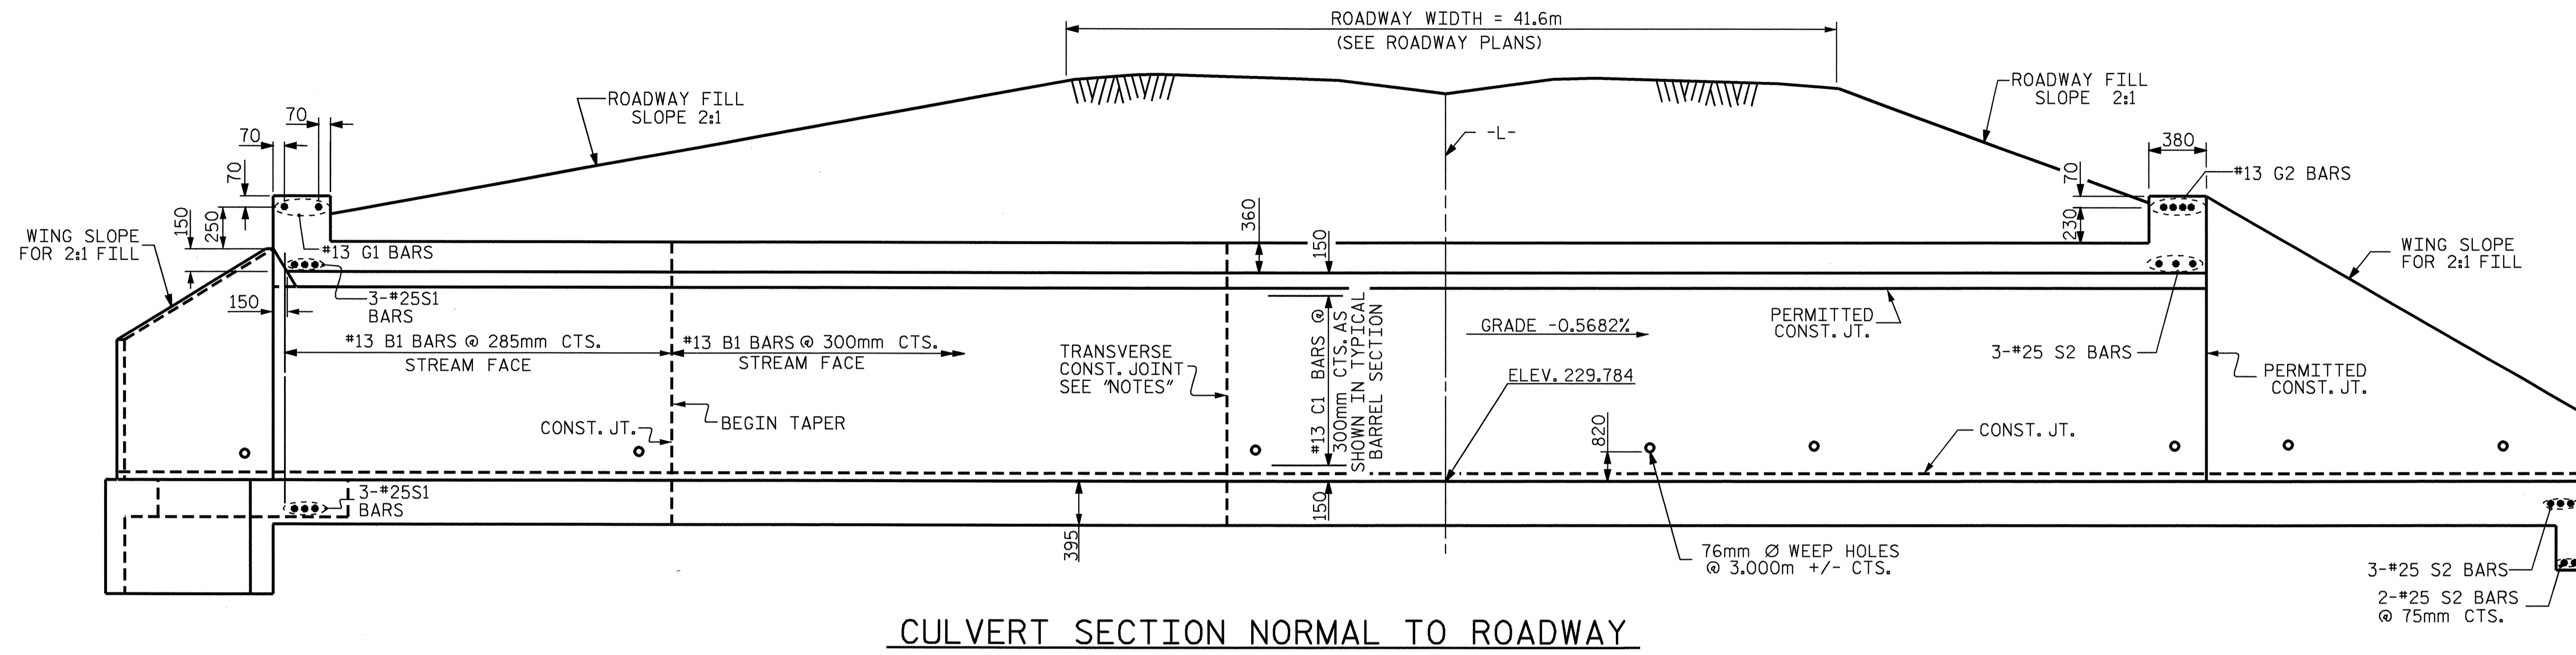 ROADWAY WIDTH = 41.6m
(SEE ROADWAY PLANS)
ROADWAY FILL
SLOPE 2:1
ROADWAY FILL
SLOPE 2:1
-L-
70
70
70
150
250
WING SLOPE
FOR 2:1 FILL
#13 G1 BARS
3-#25S1
BARS
150
#13 B1 BARS @ 285mm CTS.
STREAM FACE
#13 B1 BARS @ 300mm CTS.
STREAM FACE
BEGIN TAPER
CONST. JT.
3-#25S1
BARS
TRANSVERSE
CONST. JOINT
SEE "NOTES"
360
150
#13 C1 BARS @
300mm CTS. AS
SHOWN IN TYPICAL
BARREL SECTION
150
395
GRADE -0.5682%
ELEV. 229.784
820
76mm Ø WEEP HOLES
@ 3.000m +/- CTS.
PERMITTED
CONST. JT.
CONST. JT.
380
70
230
#13 G2 BARS
3-#25 S2 BARS
WING SLOPE
FOR 2:1 FILL
PERMITTED
CONST. JT.
3-#25 S2 BARS
2-#25 S2 BARS
@ 75mm CTS.
CULVERT SECTION NORMAL TO ROADWAY